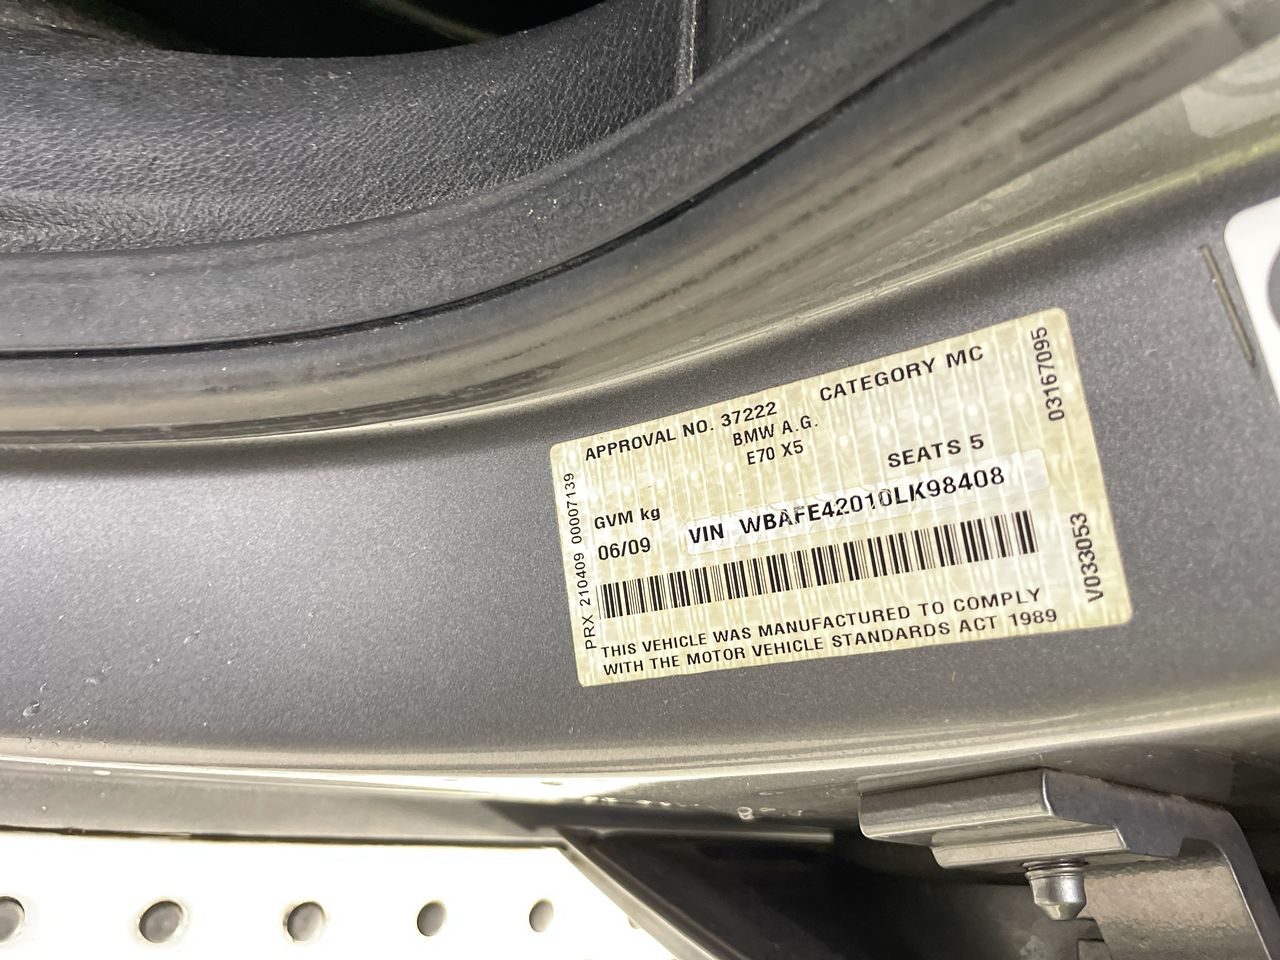 APPROVAL NO. 37222 CATEGORY MC
BMW A.G.
E70 X5
SEATS 5
GVM kg
06/09 VIN WBAFE42010LK98408
THIS VEHICLE WAS MANUFACTURED TO COMPLY
WITH THE MOTOR VEHICLE STANDARDS ACT 1989
PRX 210409 00007139
03167095
V033053